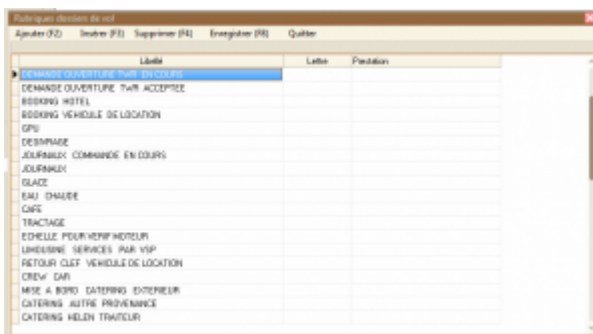 Rubriques dossiers de vol
Ajouter (F2) Insérer (F3) Supprimer (F4) Enregistrer (F8) Quitter
Libellé Lettre Prestation
DEMANDE OUVERTURE TWR EN COURS
DEMANDE OUVERTURE TWR ACCEPTEE
BOOKING HOTEL
BOOKING VEHICULE DE LOCATION
GPU
DEGIVRAGE
JOURNAUX COMMANDE EN COURS
JOURNAUX
GLACE
EAU CHAUDE
CAFE
TRACTAGE
ECHELLE POUR VERIF MOTEUR
LIMOUSINE SERVICES PAR VSP
RETOUR CLEF VEHICULE DE LOCATION
CREW CAR
MISE A BORD CATERING EXTERIEUR
CATERING AUTRE PROVENANCE
CATERING HELEN TRAITEUR